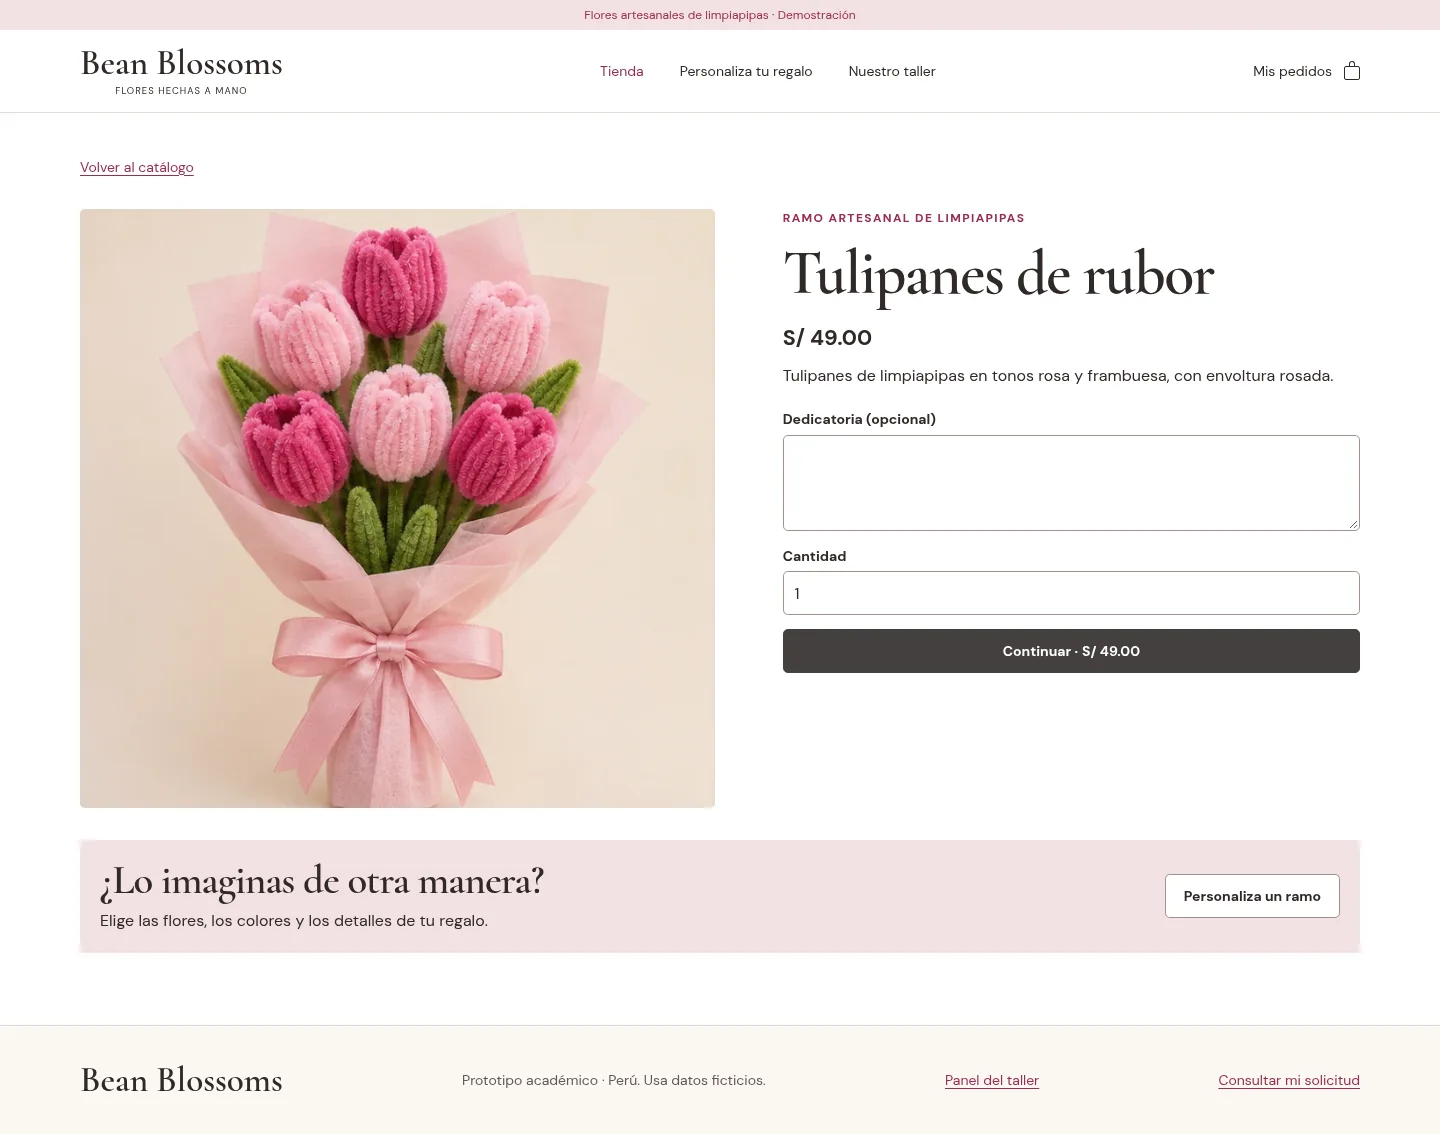 Flores artesanales de limpiapipas · Demostración
Bean Blossoms
FLORES HECHAS A MANO
Tienda
Personaliza tu regalo
Nuestro taller
Mis pedidos
Volver al catálogo
RAMO ARTESANAL DE LIMPIAPIPAS
Tulipanes de rubor
S/ 49.00
Tulipanes de limpiapipas en tonos rosa y frambuesa, con envoltura rosada.
Dedicatoria (opcional)
Cantidad
1
Continuar · S/ 49.00
¿Lo imaginas de otra manera?
Elige las flores, los colores y los detalles de tu regalo.
Personaliza un ramo
Bean Blossoms
Prototipo académico · Perú. Usa datos ficticios.
Panel del taller
Consultar mi solicitud